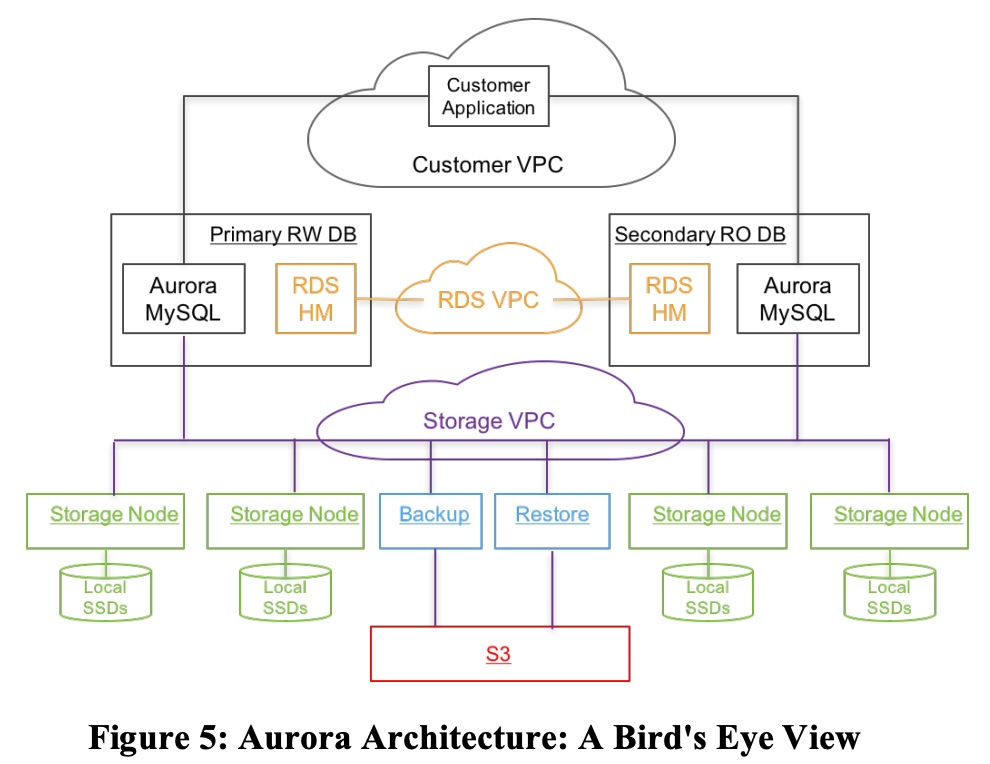 Customer
Application
Customer VPC
Primary RW DB
Secondary RO DB
Aurora
MySQL
RDS
HM
RDS VPC
RDS
HM
Aurora
MySQL
Storage VPC
Storage Node
Storage Node
Backup
Restore
Storage Node
Storage Node
Local
SSDs
Local
SSDs
Local
SSDs
Local
SSDs
S3
Figure 5: Aurora Architecture: A Bird's Eye View